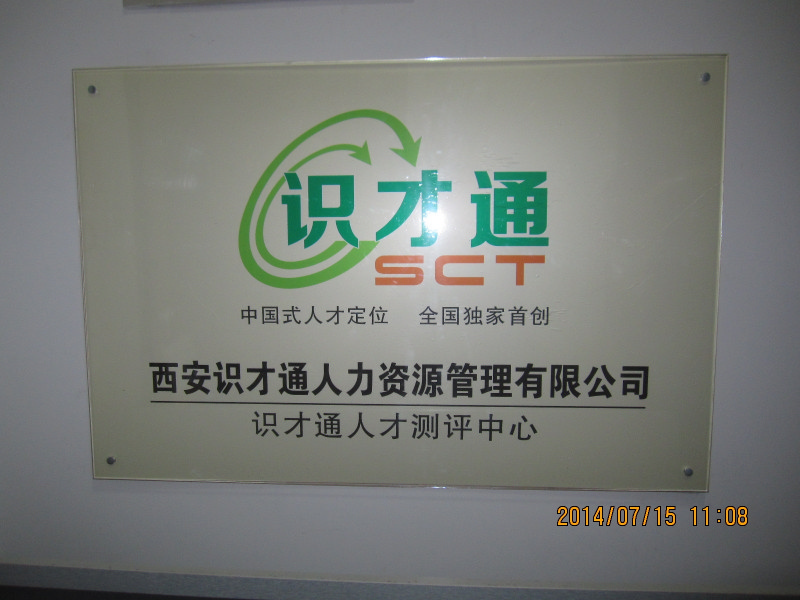 识才通
SCT
中国式人才定位 全国独家首创
西安识才通人力资源管理有限公司
识才通人才测评中心
2014/07/15 11:08